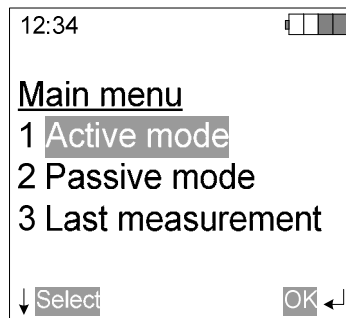 12:34
Main menu
1 Active mode
2 Passive mode
3 Last measurement
Select OK